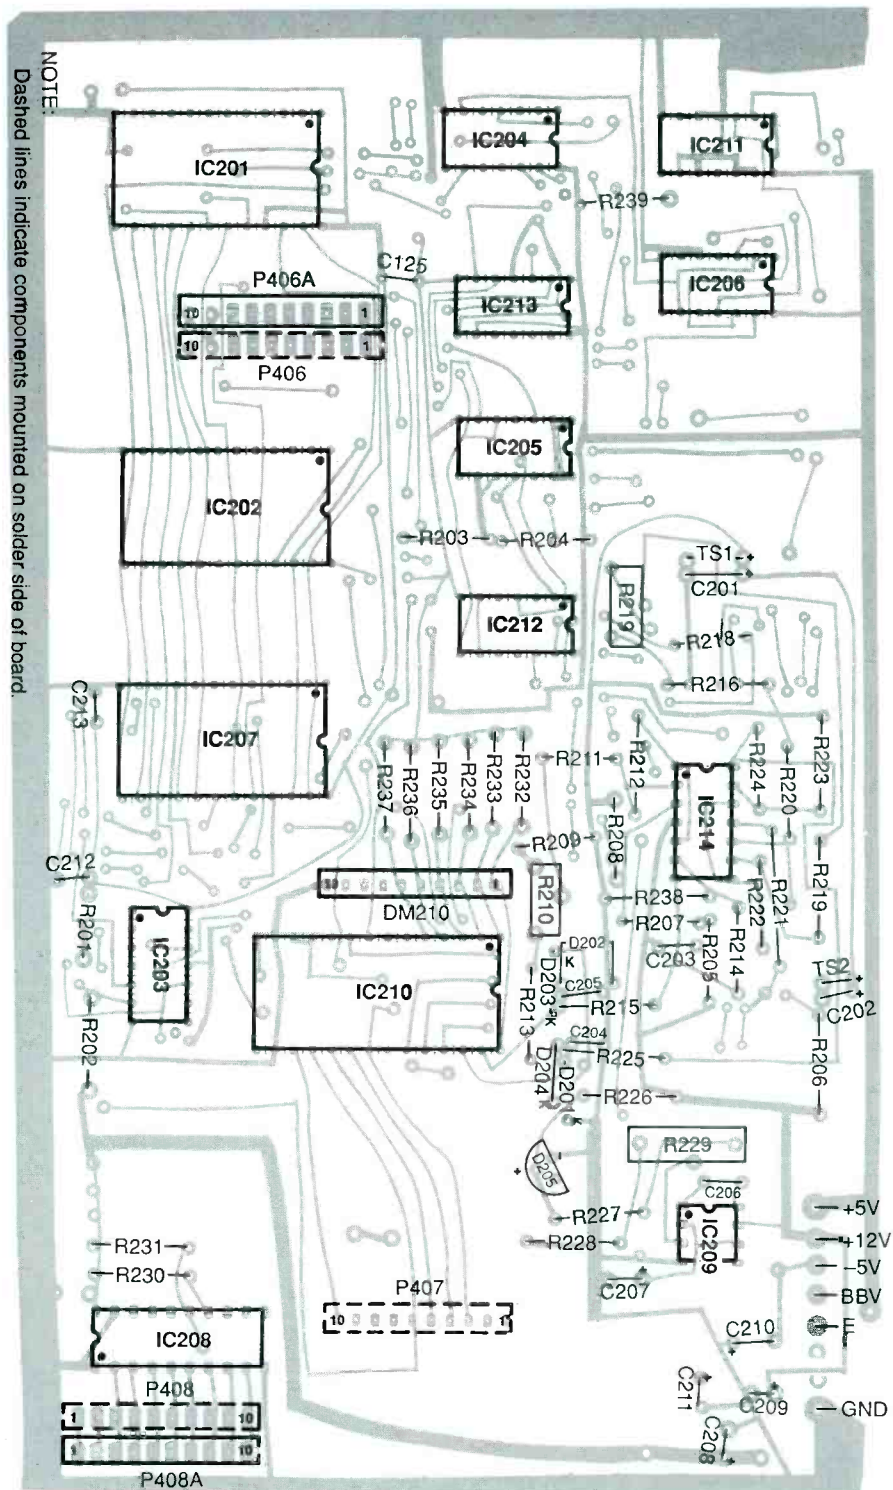 NOTE:
Dashed lines indicate components mounted on solder side of board.
IC201
IC204
IC211
R239
C125
P406A
10 1
10 1
P406
IC213
IC206
IC205
IC202
R203
R204
-TS1-+
C201
+
R219
IC212
R218
R216
C213
IC207
R237
R236
R235
R234
R233
R232
R211
R212
IC214
R224
R220
R223
R209
R208
C212
10 1
DM210
R210
R238
R207
R222
R221
R219
R201
IC203
IC210
D202
K
D203
K
C205
R215
C203
R205
R214
TS2
+
+
C202
R213
C204
R225
R202
D204
K
D201
K
R226
R206
R229
-
D205
+
C206
+5V
R227
IC209
+12V
R231
R228
-5V
R230
C207
+
P407
10 1
BBV
E
IC208
C210
+
P408
1 10
1 10
P408A
C211
+
C209
+
GND
C208
+